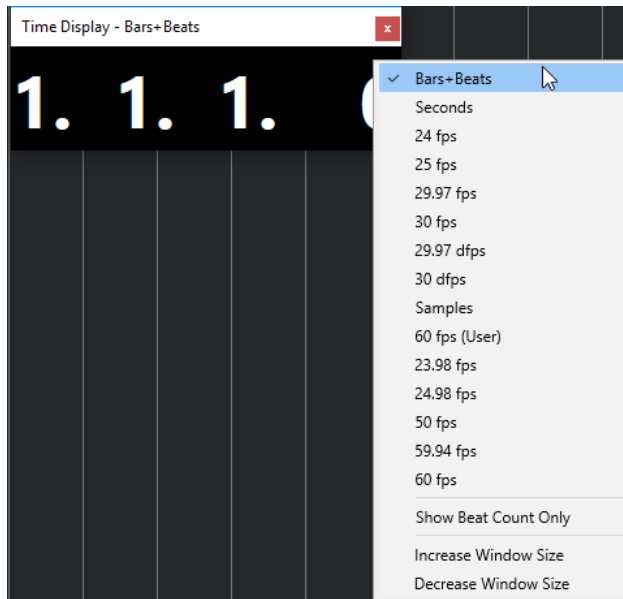 Time Display - Bars+Beats
x
1. 1. 1.
Bars+Beats
Seconds
24 fps
25 fps
29.97 fps
30 fps
29.97 dfps
30 dfps
Samples
60 fps (User)
23.98 fps
24.98 fps
50 fps
59.94 fps
60 fps
Show Beat Count Only
Increase Window Size
Decrease Window Size